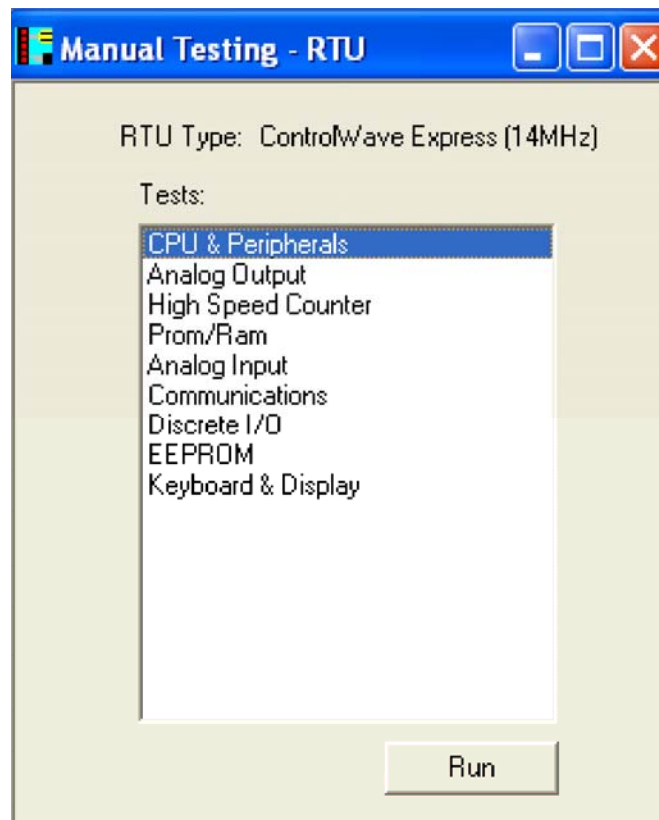 Manual Testing - RTU
RTU Type: ControlWave Express (14MHz)
Tests:
CPU & Peripherals
Analog Output
High Speed Counter
Prom/Ram
Analog Input
Communications
Discrete I/O
EEPROM
Keyboard & Display
Run